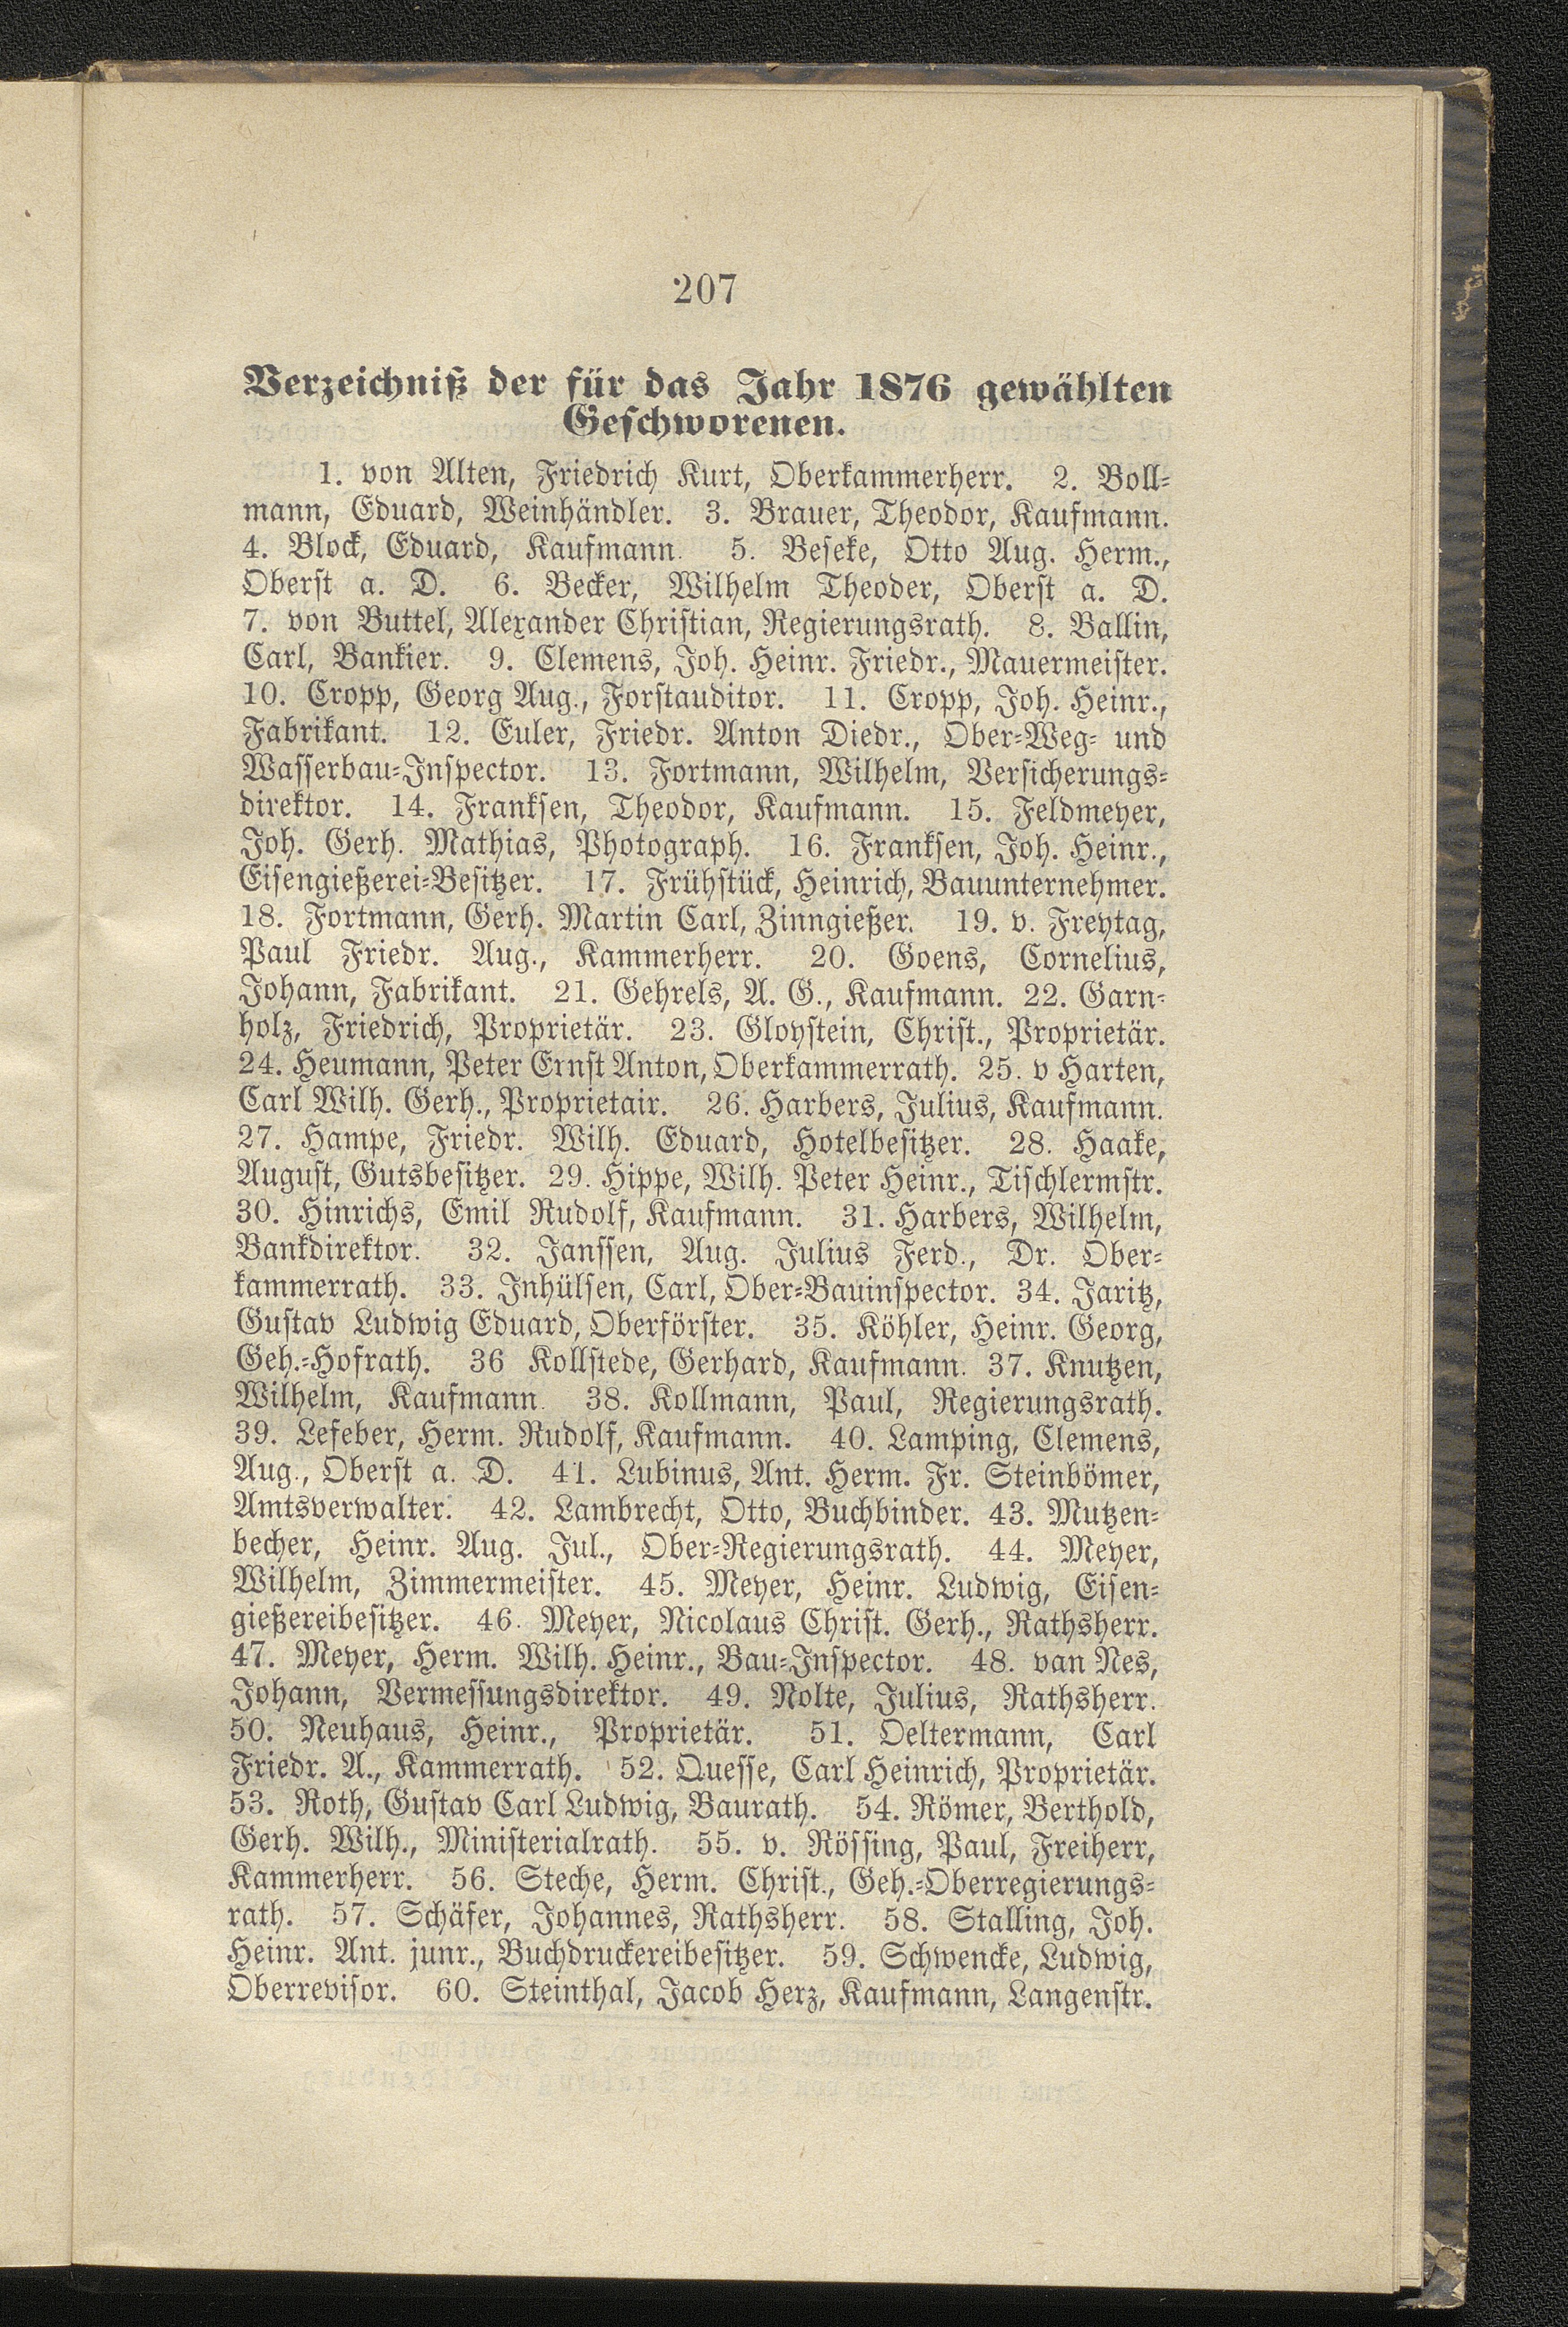 207
Verzeichniß der für das Jahr 1876 gewählten
Geschworenen.
1. von Alten, Friedrich Kurt, Oberkammerherr. 2. Boll-
mann, Eduard, Weinhändler. 3. Brauer, Theodor, Kaufmann.
4. Block, Eduard, Kaufmann. 5. Beseke, Otto Aug. Herm.,
Oberst a. D. 6. Becker, Wilhelm Theoder, Oberst a. D.
7. von Buttel, Alexander Christian, Regierungsrath. 8. Ballin,
Carl, Bankier. 9. Clemens, Joh. Heinr. Friedr., Mauermeister.
10. Cropp, Georg Aug., Forstauditor. 11. Cropp, Joh. Heinr.,
Fabrikant. 12. Euler, Friedr. Anton Diedr., Ober-Weg- und
Wasserbau-Inspector. 13. Fortmann, Wilhelm, Versicherungs-
direktor. 14. Franksen, Theodor, Kaufmann. 15. Feldmeyer,
Joh. Gerh. Mathias, Photograph. 16. Franksen, Joh. Heinr.,
Eisengießerei-Besitzer. 17. Frühstück, Heinrich, Bauunternehmer.
18. Fortmann, Gerh. Martin Carl, Zinngießer. 19. v. Freytag,
Paul Friedr. Aug., Kammerherr. 20. Goens, Cornelius,
Johann, Fabrikant. 21. Gehrels, A. G., Kaufmann. 22. Garn-
holz, Friedrich, Proprietär. 23. Gloystein, Christ., Proprietär.
24. Heumann, Peter Ernst Anton, Oberkammerrath. 25. v Harten,
Carl Wilh. Gerh., Proprietair. 26. Harbers, Julius, Kaufmann.
27. Hampe, Friedr. Wilh. Eduard, Hotelbesitzer. 28. Haake,
August, Gutsbesitzer. 29. Hippe, Wilh. Peter Heinr., Tischlermstr.
30. Hinrichs, Emil Rudolf, Kaufmann. 31. Harbers, Wilhelm,
Bankdirektor. 32. Janssen, Aug. Julius Ferd., Dr. Ober-
kammerrath. 33. Inhülsen, Carl, Ober-Bauinspector. 34. Jaritz,
Gustav Ludwig Eduard, Oberförster. 35. Köhler, Heinr. Georg,
Geh.-Hofrath. 36 Kollstede, Gerhard, Kaufmann. 37. Knutzen,
Wilhelm, Kaufmann. 38. Kollmann, Paul, Regierungsrath.
39. Lefeber, Herm. Rudolf, Kaufmann. 40. Lamping, Clemens,
Aug., Oberst a. D. 41. Lubinus, Ant. Herm. Fr. Steinbömer,
Amtsverwalter. 42. Lambrecht, Otto, Buchbinder. 43. Mutzen-
becher, Heinr. Aug. Jul., Ober-Regierungsrath. 44. Meyer,
Wilhelm, Zimmermeister. 45. Meyer, Heinr. Ludwig, Eisen-
gießereibesitzer. 46. Meyer, Nicolaus Christ. Gerh., Rathsherr.
47. Meyer, Herm. Wilh. Heinr., Bau-Inspector. 48. van Nes,
Johann, Vermessungsdirektor. 49. Nolte, Julius, Rathsherr.
50. Neuhaus, Heinr., Proprietär. 51. Oeltermann, Carl
Friedr. A., Kammerrath. 52. Quesse, Carl Heinrich, Proprietär.
53. Roth, Gustav Carl Ludwig, Baurath. 54. Römer, Berthold,
Gerh. Wilh., Ministerialrath. 55. v. Rössing, Paul, Freiherr,
Kammerherr. 56. Steche, Herm. Christ., Geh.-Oberregierungs-
rath. 57. Schäfer, Johannes, Rathsherr. 58. Stalling, Joh.
Heinr. Ant. junr., Buchdruckereibesitzer. 59. Schwencke, Ludwig,
Oberrevisor. 60. Steinthal, Jacob Herz, Kaufmann, Langenstr.